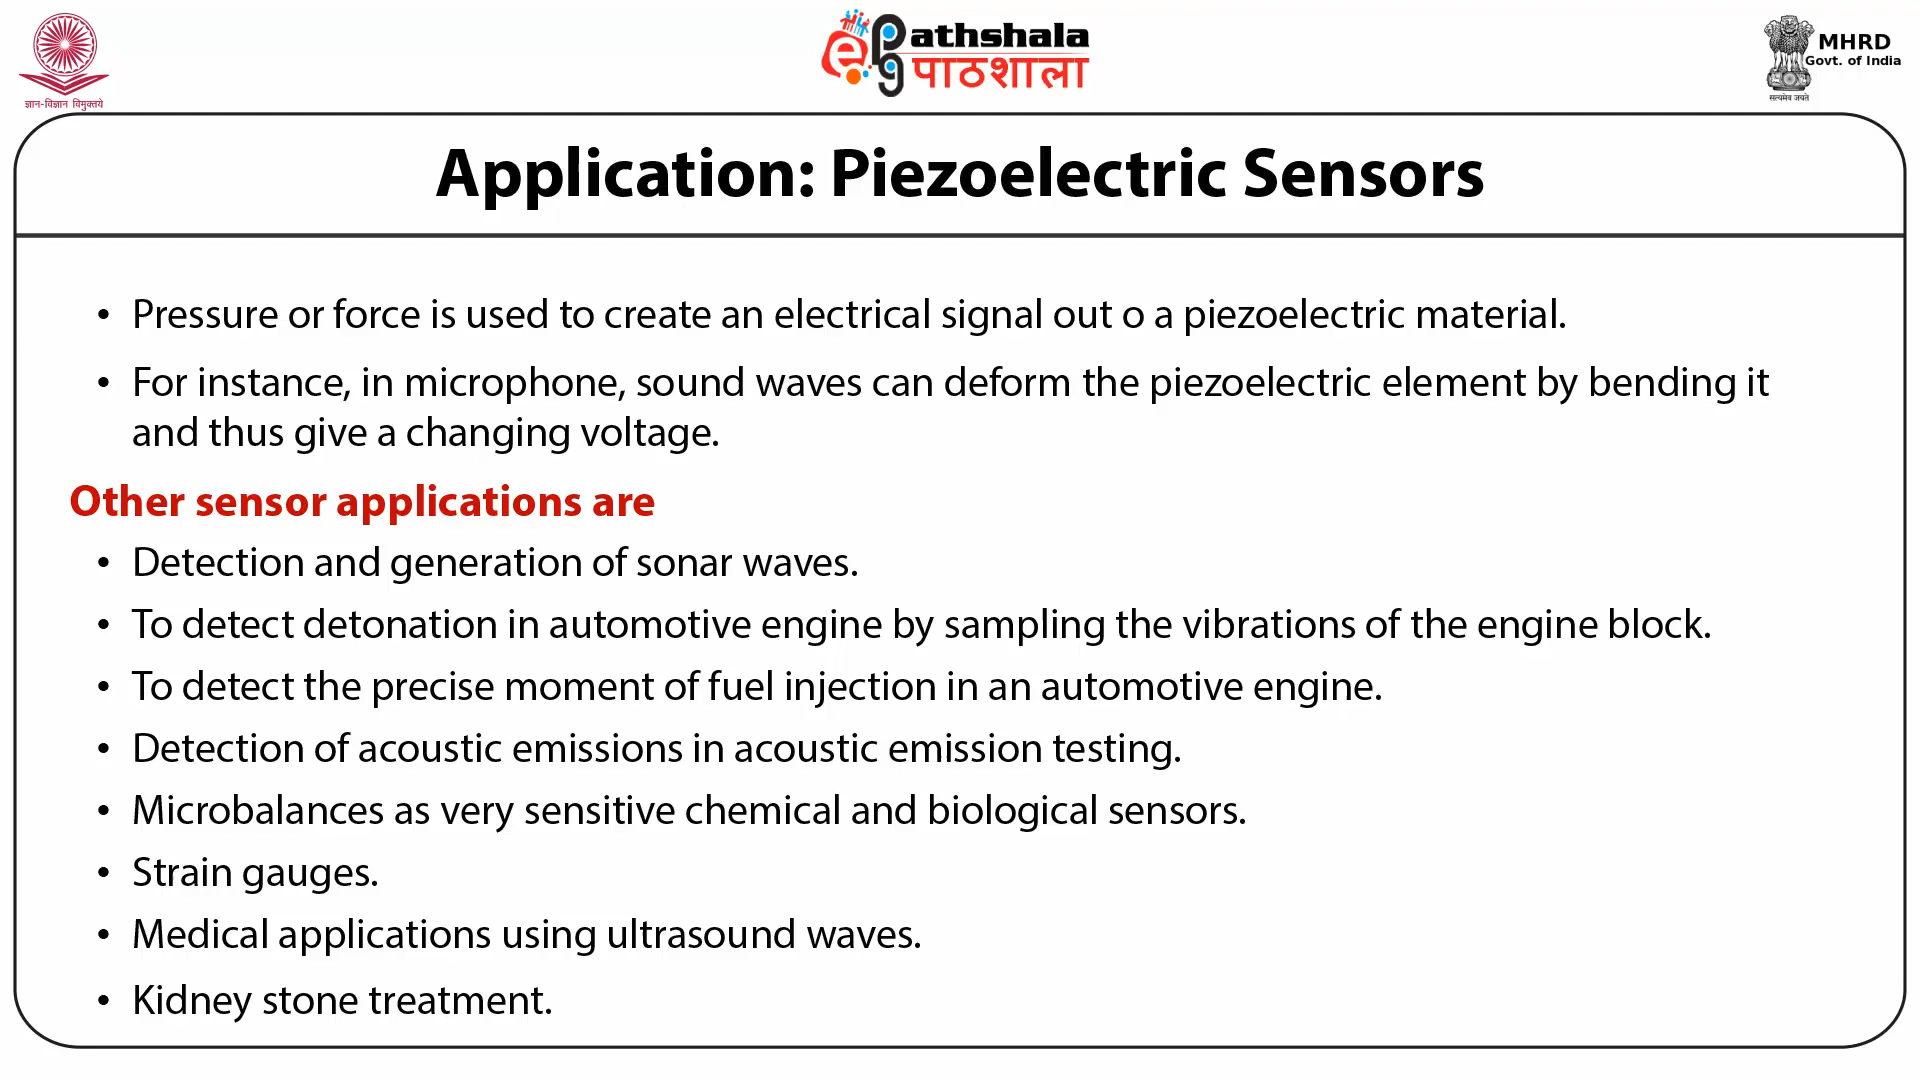 ज्ञान-विज्ञान विमुक्तये
ePathshala
पाठशाला
MHRD
Govt. of India
सत्यमेव जयते
Application: Piezoelectric Sensors
• Pressure or force is used to create an electrical signal out o a piezoelectric material.
• For instance, in microphone, sound waves can deform the piezoelectric element by bending it
and thus give a changing voltage.
Other sensor applications are
• Detection and generation of sonar waves.
• To detect detonation in automotive engine by sampling the vibrations of the engine block.
• To detect the precise moment of fuel injection in an automotive engine.
• Detection of acoustic emissions in acoustic emission testing.
• Microbalances as very sensitive chemical and biological sensors.
• Strain gauges.
• Medical applications using ultrasound waves.
• Kidney stone treatment.